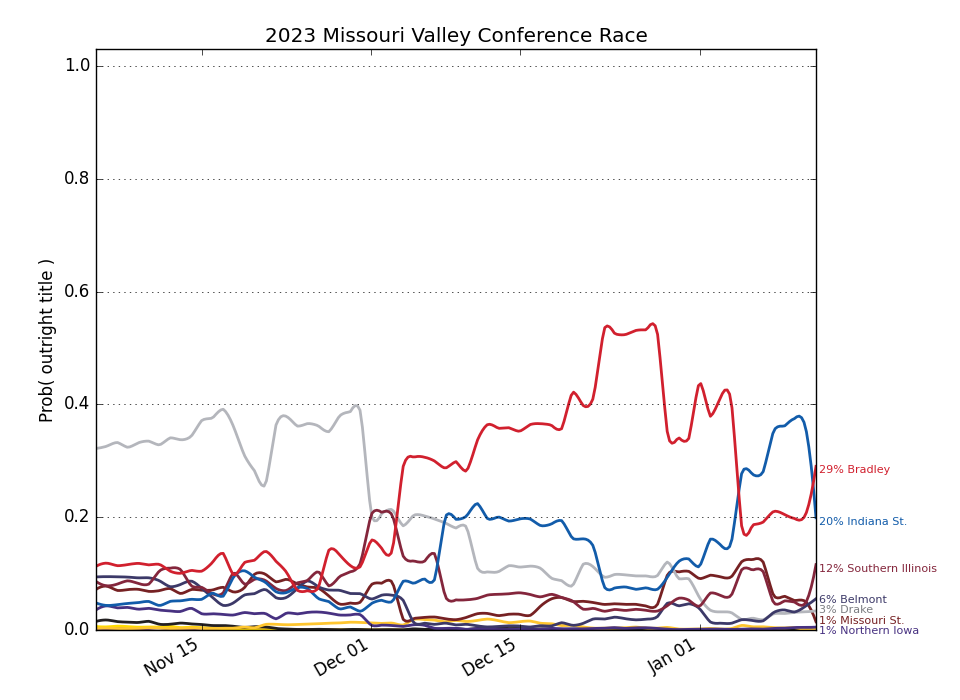 2023 Missouri Valley Conference Race
1.0
0.8
0.6
0.4
0.2
0.0
Prob( outright title )
29% Bradley
20% Indiana St.
12% Southern Illinois
6% Belmont
3% Drake
1% Missouri St.
1% Northern Iowa
Nov 15
Dec 01
Dec 15
Jan 01